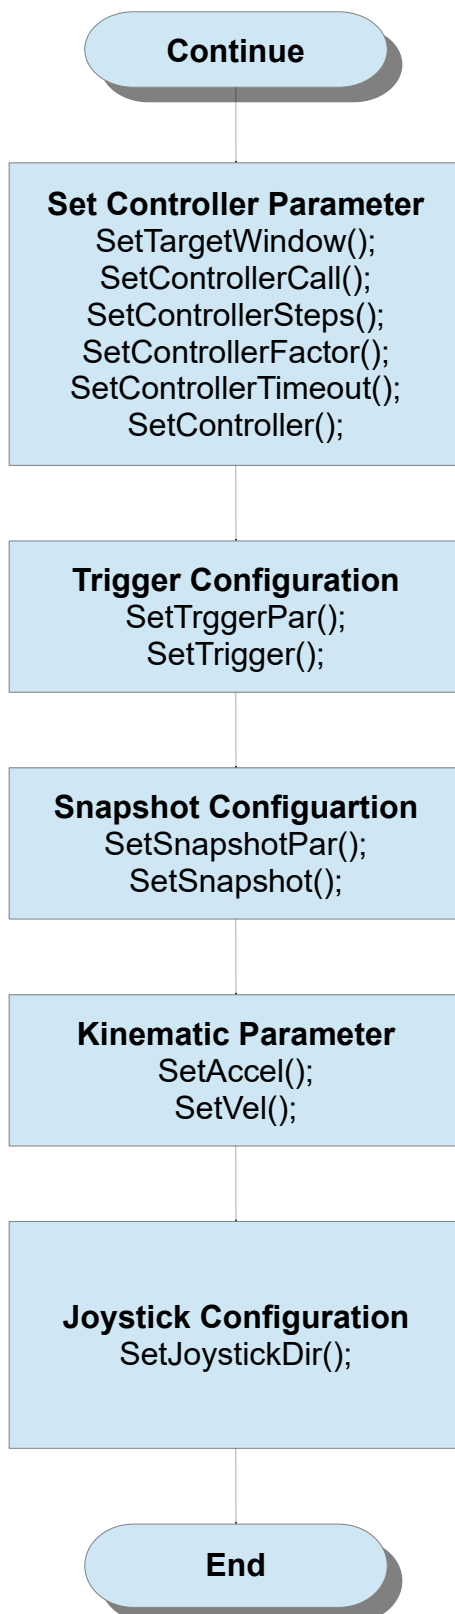 Continue
Set Controller Parameter
SetTargetWindow();
SetControllerCall();
SetControllerSteps();
SetControllerFactor();
SetControllerTimeout();
SetController();
Trigger Configuration
SetTrggerPar();
SetTrigger();
Snapshot Configuartion
SetSnapshotPar();
SetSnapshot();
Kinematic Parameter
SetAccel();
SetVel();
Joystick Configuration
SetJoystickDir();
End